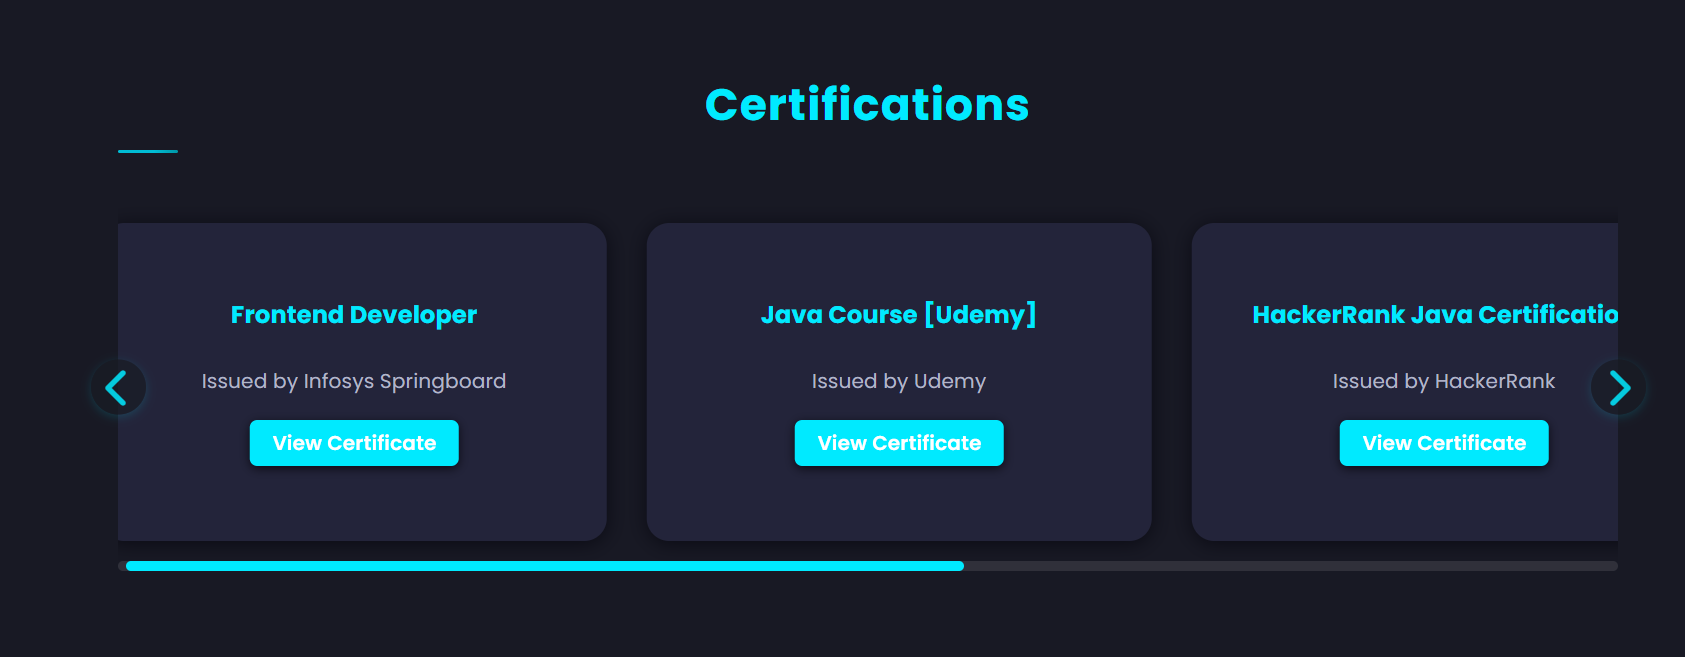 Certifications
Frontend Developer
Issued by Infosys Springboard
View Certificate
Java Course [Udemy]
Issued by Udemy
View Certificate
HackerRank Java Certificatio
Issued by HackerRank
View Certificate